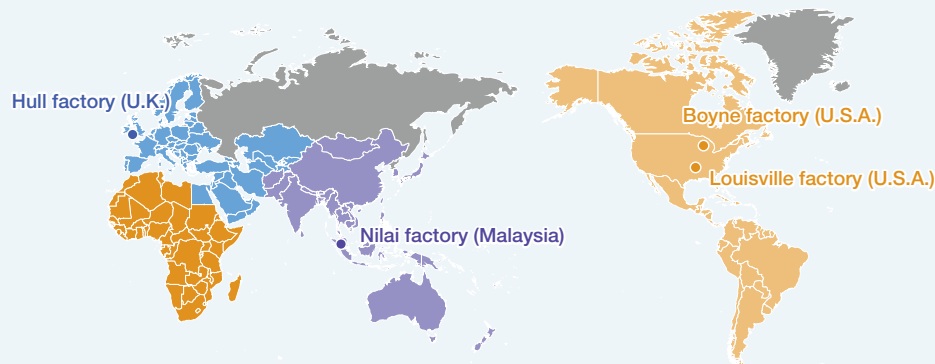 Hull factory (U.K.)
Boyne factory (U.S.A.)
Louisville factory (U.S.A.)
Nilai factory (Malaysia)